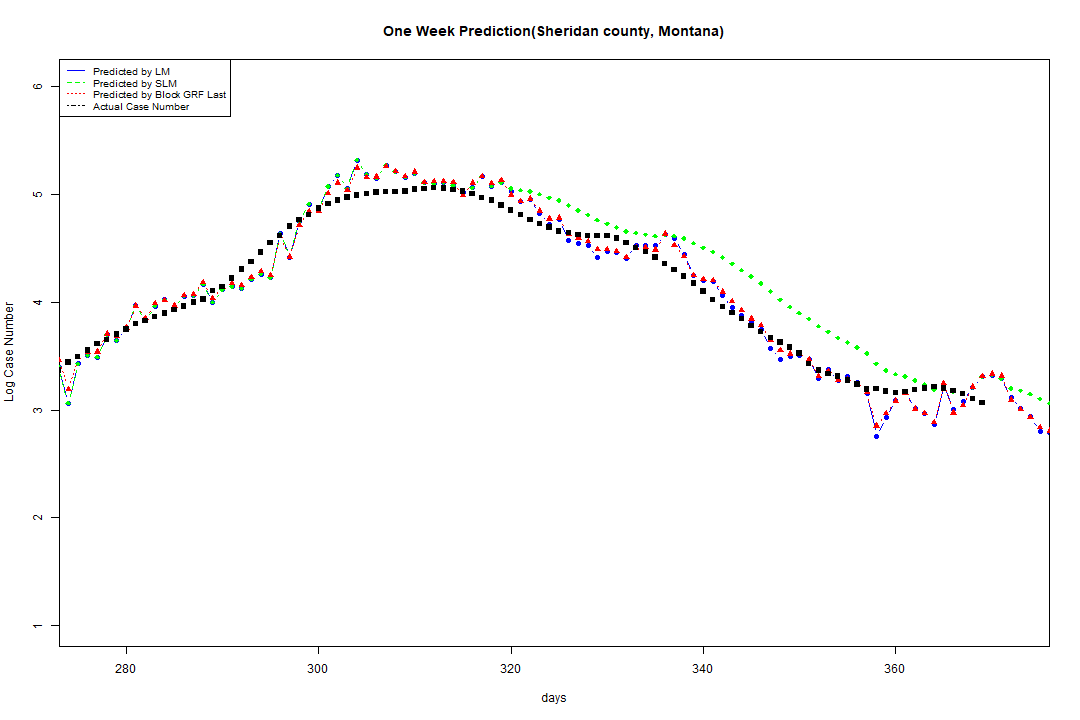 One Week Prediction(Sheridan county, Montana)
Predicted by LM
Predicted by SLM
Predicted by Block GRF Last
Actual Case Number
6
5
4
3
2
1
Log Case Number
280 300 320 340 360
days